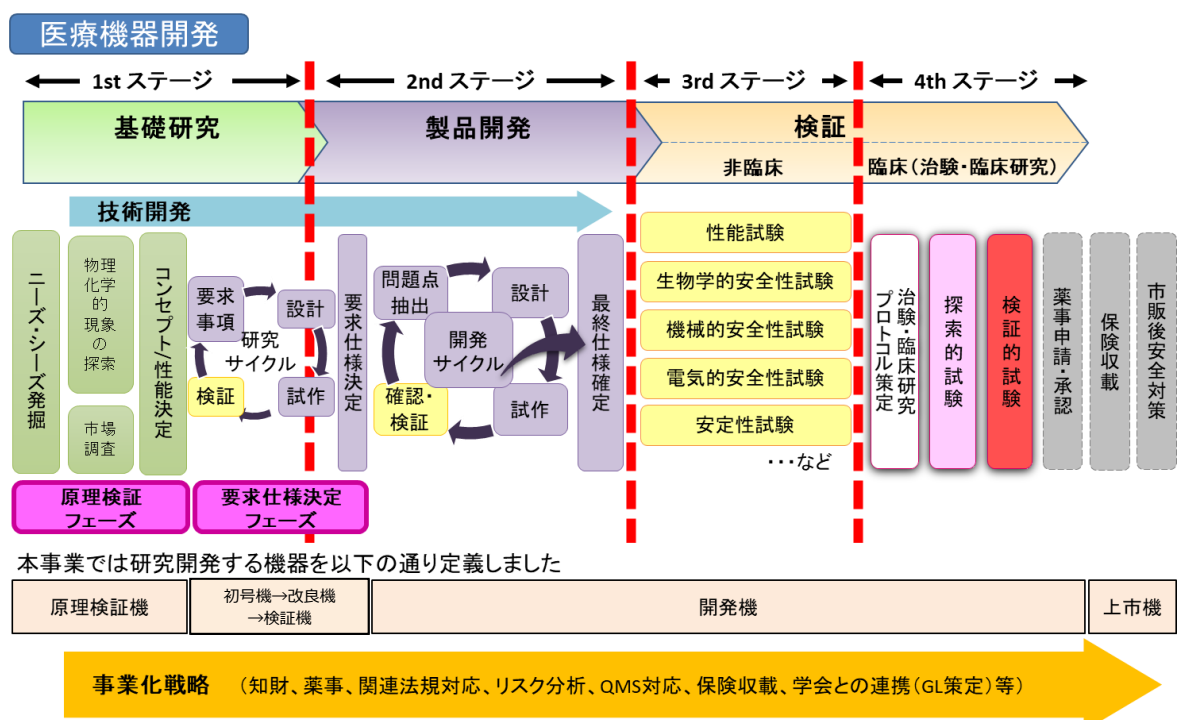 医療機器開発
1st ステージ
2nd ステージ
3rd ステージ
4th ステージ
基礎研究
製品開発
検証
非臨床
臨床（治験・臨床研究）
技術開発
ニーズ・シーズ発掘
物理
化学
的
現象
の
探索
市場
調査
コンセプト/性能決定
要求
事項
設計
研究
サイクル
検証
試作
要求仕様決定
問題点
抽出
設計
開発
サイクル
確認・
検証
試作
最終仕様確定
性能試験
生物学的安全性試験
機械的安全性試験
電気的安全性試験
安定性試験
・・・など
治験・臨床研究
プロトコル策定
探索的試験
検証的試験
薬事申請・承認
保険収載
市販後安全対策
原理検証
フェーズ
要求仕様決定
フェーズ
本事業では研究開発する機器を以下の通り定義しました
原理検証機
初号機→改良機
→検証機
開発機
上市機
事業化戦略 （知財、薬事、関連法規対応、リスク分析、QMS対応、保険収載、学会との連携（GL策定）等）